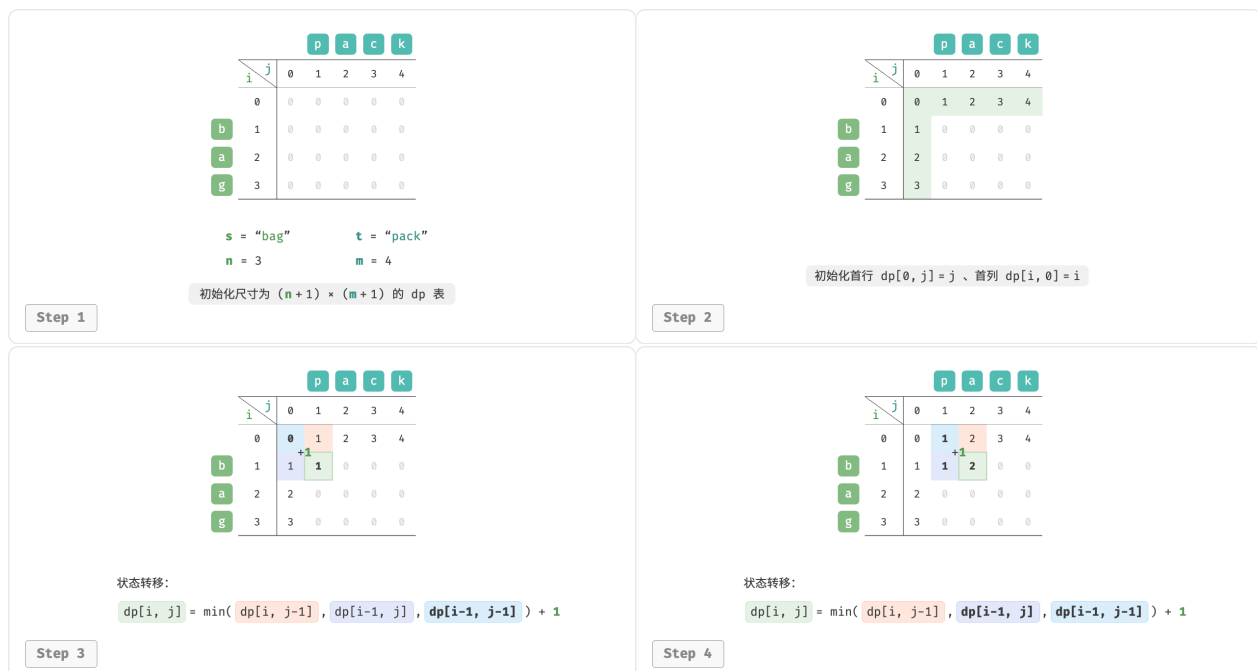 p a c k
i j 0 1 2 3 4
0 0 0 0 0 0
b 1 0 0 0 0 0
a 2 0 0 0 0 0
g 3 0 0 0 0 0
s = “bag” t = “pack”
n = 3 m = 4
初始化尺寸为 (n+1) × (m+1) 的 dp 表
Step 1
p a c k
i j 0 1 2 3 4
0 0 1 2 3 4
b 1 1 0 0 0 0
a 2 2 0 0 0 0
g 3 3 0 0 0 0
初始化首行 dp[0,j]=j 、首列 dp[i,0]=i
Step 2
p a c k
i j 0 1 2 3 4
0 0 1 2 3 4
+1
b 1 1 1 0 0 0
a 2 2 0 0 0 0
g 3 3 0 0 0 0
状态转移：
dp[i, j] = min( dp[i, j-1] , dp[i-1, j] , dp[i-1, j-1] ) + 1
Step 3
p a c k
i j 0 1 2 3 4
0 0 1 2 3 4
+1
b 1 1 1 2 0 0
a 2 2 0 0 0 0
g 3 3 0 0 0 0
状态转移：
dp[i, j] = min( dp[i, j-1] , dp[i-1, j] , dp[i-1, j-1] ) + 1
Step 4